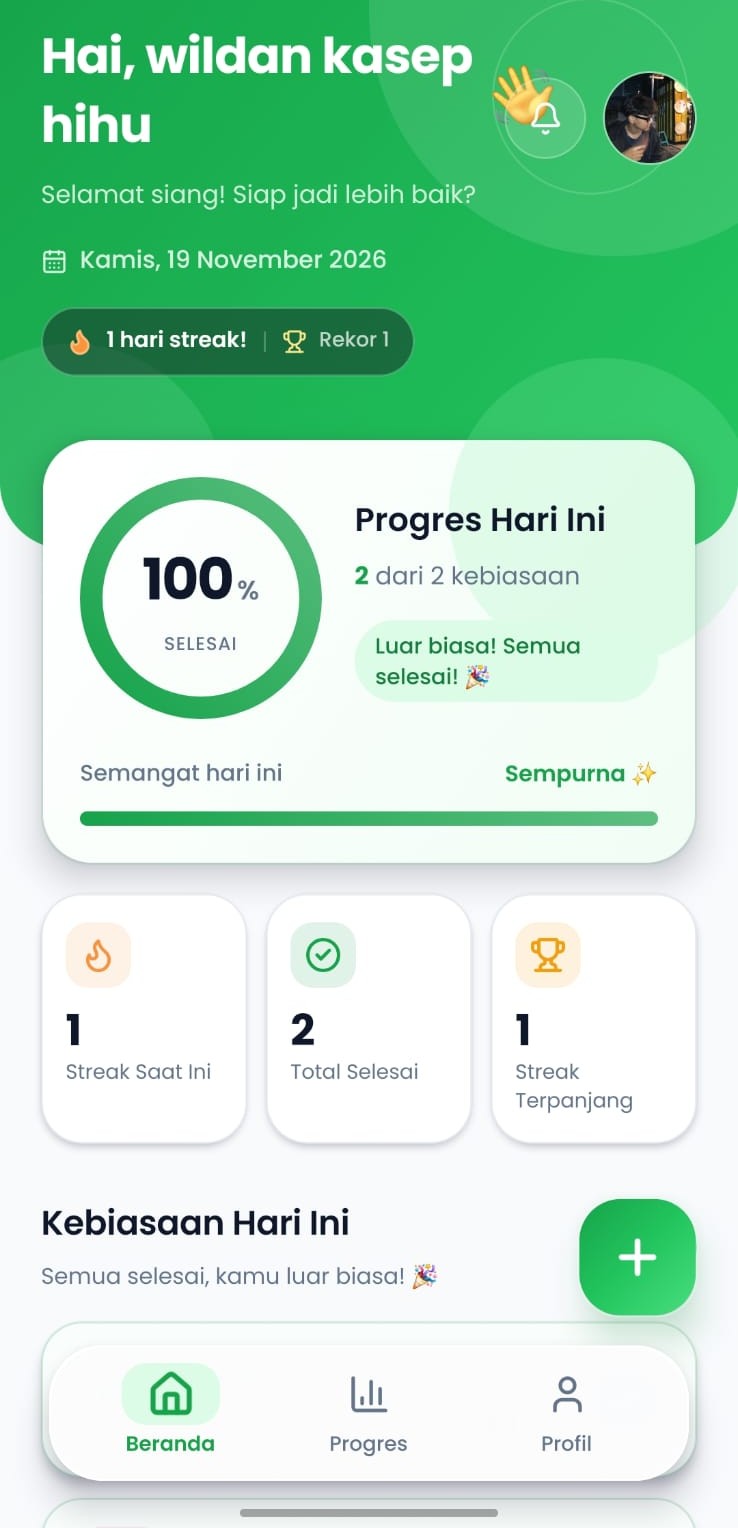 Hai, wildan kasep
hihu 👋
Selamat siang! Siap jadi lebih baik?
Kamis, 19 November 2026
🔥 1 hari streak! | Rekor 1
100%
SELESAI
Progres Hari Ini
2 dari 2 kebiasaan
Luar biasa! Semua
selesai! 🎉
Semangat hari ini
Sempurna ✨
1
Streak Saat Ini
2
Total Selesai
1
Streak
Terpanjang
Kebiasaan Hari Ini
Semua selesai, kamu luar biasa! 🎉
Beranda
Progres
Profil